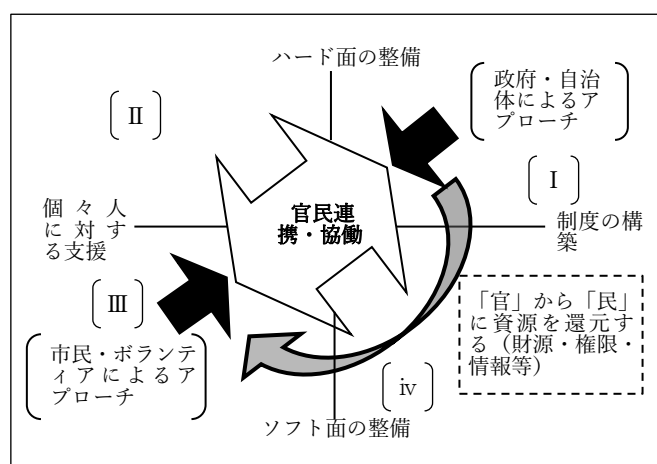 ハード面の整備
政府・自治
体によるア
プローチ
Ⅱ
Ⅰ
個々人
に対す
る支援
官民連
携・協働
制度の構
築
Ⅲ
「官」から「民」
に資源を還元す
る（財源・権限・
情報等）
市民・ボランテ
ィアによるア
プローチ
ⅳ
ソフト面の整備